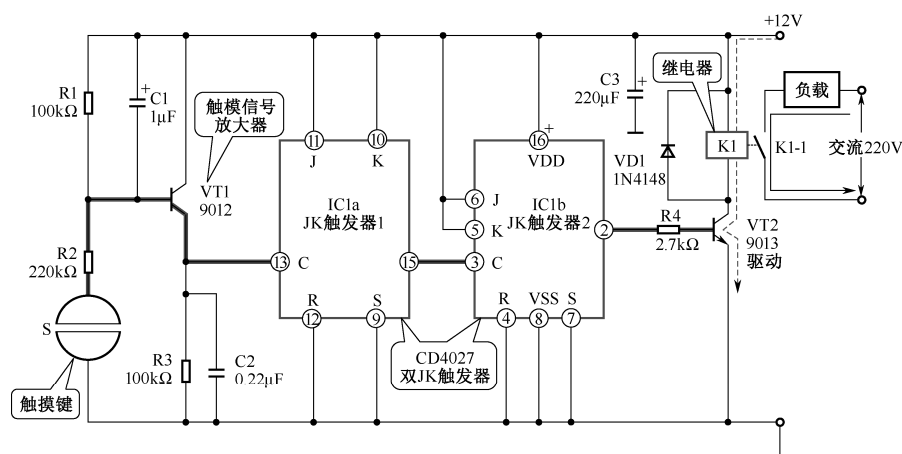 +12V
R1
100kΩ
+
C1
1μF
触模信号
放大器
VT1
9012
11
J
10
K
IC1a
JK触发器1
13
C
15
R
12
S
9
16
+
VDD
6
J
5
K
IC1b
JK触发器2
3
C
2
R
4
VSS
8
S
7
CD4027
双JK触发器
C3
220μF
+
继电器
VD1
1N4148
K1
K1-1
负载
交流220V
R4
2.7kΩ
VT2
9013
驱动
R2
220kΩ
S
触摸键
R3
100kΩ
C2
0.22μF